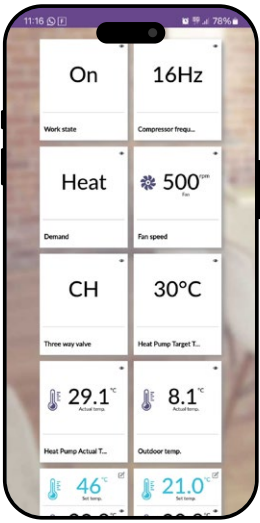 11:16 78%
On 16Hz
Work state Compressor frequ...
Heat 500 rpm
Fan
Demand Fan speed
CH 30°C
Three way valve Heat Pump Target T...
29.1 °C 8.1 °C
Actual temp. Actual temp.
Heat Pump Actual T... Outdoor temp.
46 °C 21.0 °C
Set temp. Set temp.